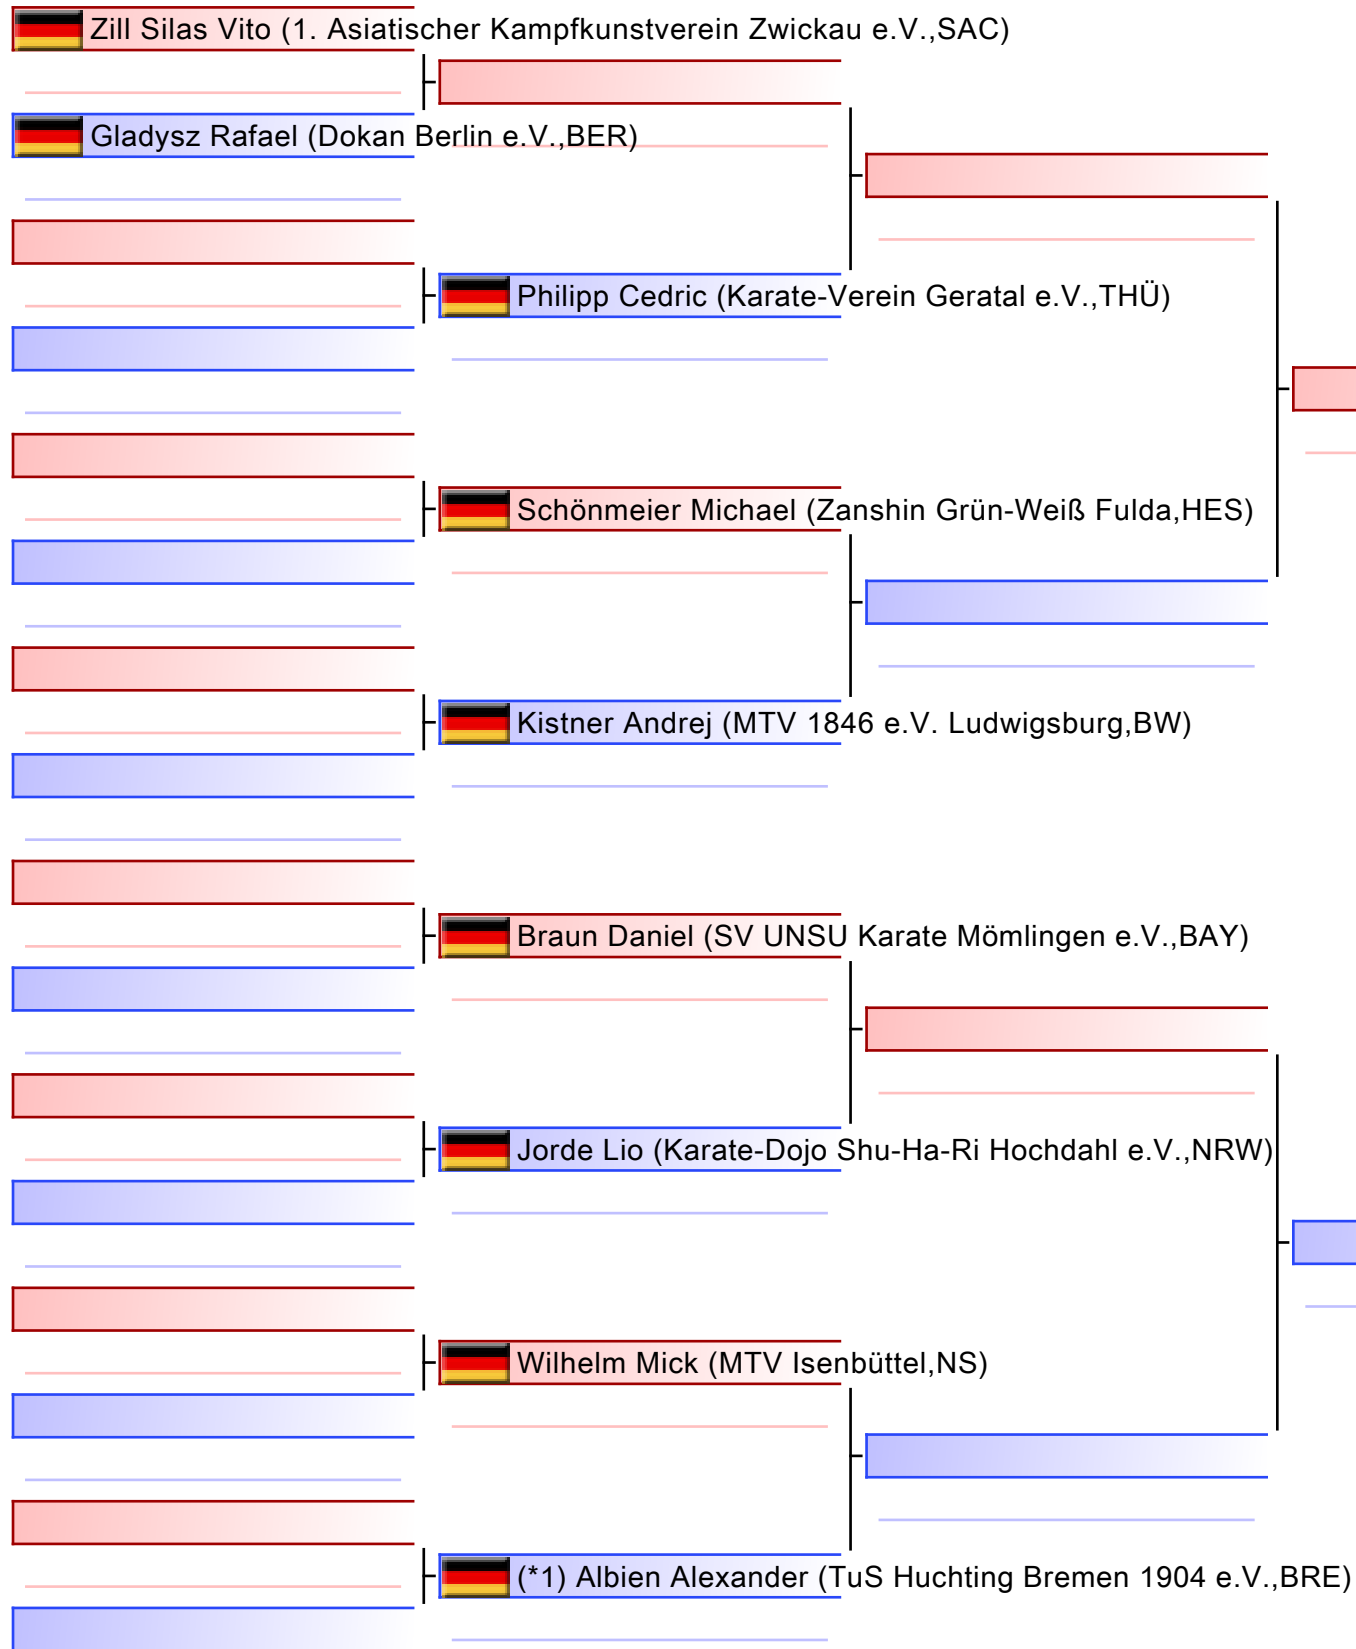 Zill Silas Vito (1. Asiatischer Kampfkunstverein Zwickau e.V.,SAC)
Gladysz Rafael (Dokan Berlin e.V.,BER)
Philipp Cedric (Karate-Verein Geratal e.V.,THÜ)
Schönmeier Michael (Zanshin Grün-Weiß Fulda,HES)
Kistner Andrej (MTV 1846 e.V. Ludwigsburg,BW)
Braun Daniel (SV UNSU Karate Mömlingen e.V.,BAY)
Jorde Lio (Karate-Dojo Shu-Ha-Ri Hochdahl e.V.,NRW)
Wilhelm Mick (MTV Isenbüttel,NS)
(*1) Albien Alexander (TuS Huchting Bremen 1904 e.V.,BRE)